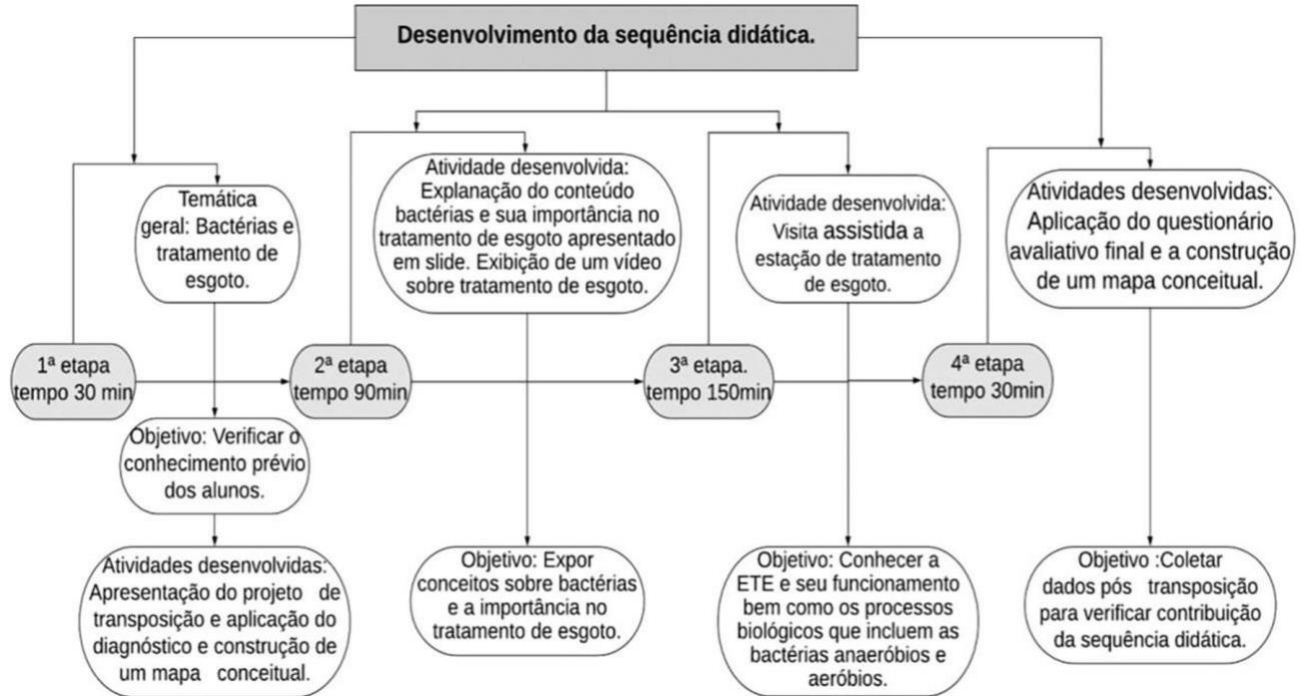 Desenvolvimento da sequência didática.
Temática
geral: Bactérias e
tratamento de
esgoto.
Atividade desenvolvida:
Explanação do conteúdo
bactérias e sua importância no
tratamento de esgoto apresentado
em slide. Exibição de um vídeo
sobre tratamento de esgoto.
Atividade desenvolvida:
Visita assistida a
estação de tratamento
de esgoto.
Atividades desenvolvidas:
Aplicação do questionário
avaliativo final e a construção
de um mapa conceitual.
1ª etapa
tempo 30 min
2ª etapa
tempo 90min
3ª etapa.
tempo 150min
4ª etapa
tempo 30min
Objetivo: Verificar o
conhecimento prévio
dos alunos.
Atividades desenvolvidas:
Apresentação do projeto de
transposição e aplicação do
diagnóstico e construção de
um mapa conceitual.
Objetivo: Expor
conceitos sobre bactérias
e a importância no
tratamento de esgoto.
Objetivo: Conhecer a
ETE e seu funcionamento
bem como os processos
biológicos que incluem as
bactérias anaeróbios e
aeróbios.
Objetivo :Coletar
dados pós transposição
para verificar contribuição
da sequência didática.